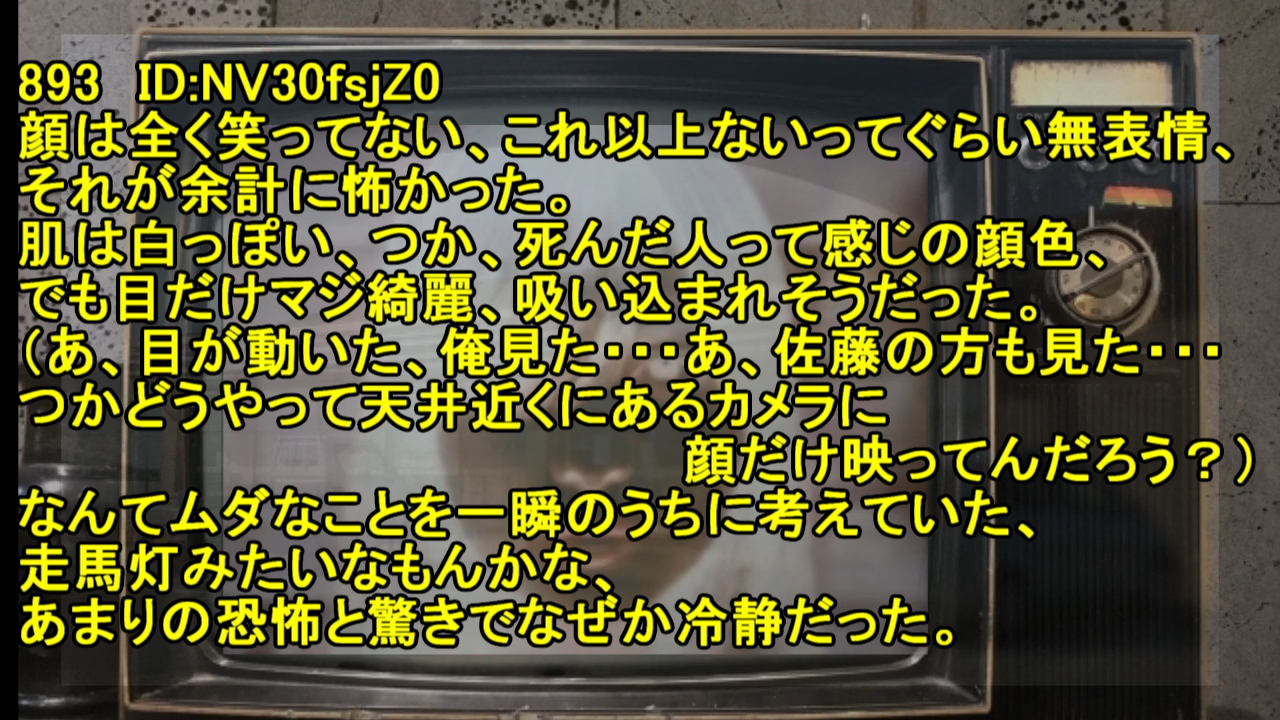 893 ID:NV30fsjZ0
顔は全く笑ってない、これ以上ないってぐらい無表情、
それが余計に怖かった。
肌は白っぽい、つか、死んだ人って感じの顔色、
でも目だけマジ綺麗、吸い込まれそうだった。
（あ、目が動いた、俺見た・・・あ、佐藤の方も見た・・・
つかどうやって天井近くにあるカメラに
顔だけ映ってんだろう？）
なんてムダなことを一瞬のうちに考えていた、
走馬灯みたいなもんかな、
あまりの恐怖と驚きでなぜか冷静だった。